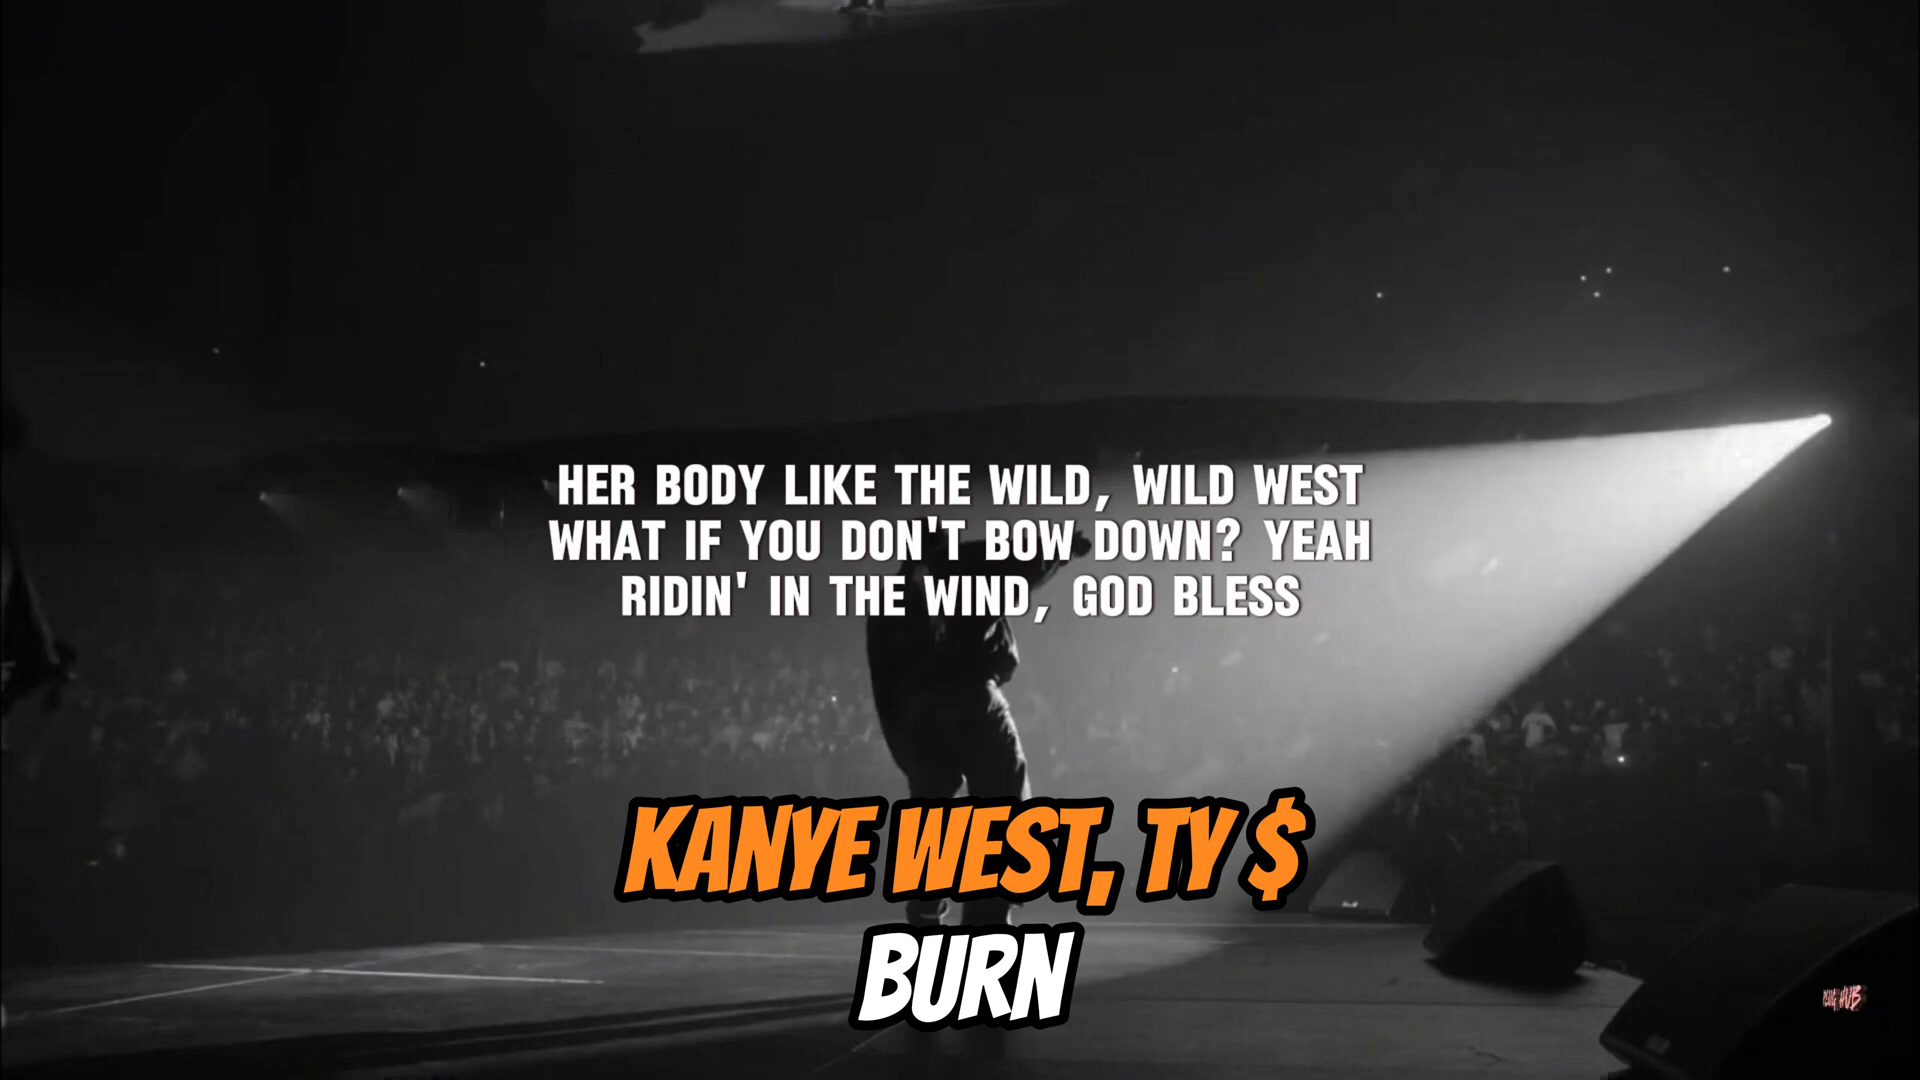 HER BODY LIKE THE WILD, WILD WEST
WHAT IF YOU DON'T BOW DOWN? YEAH
RIDIN' IN THE WIND, GOD BLESS
KANYE WEST, TY $
BURN